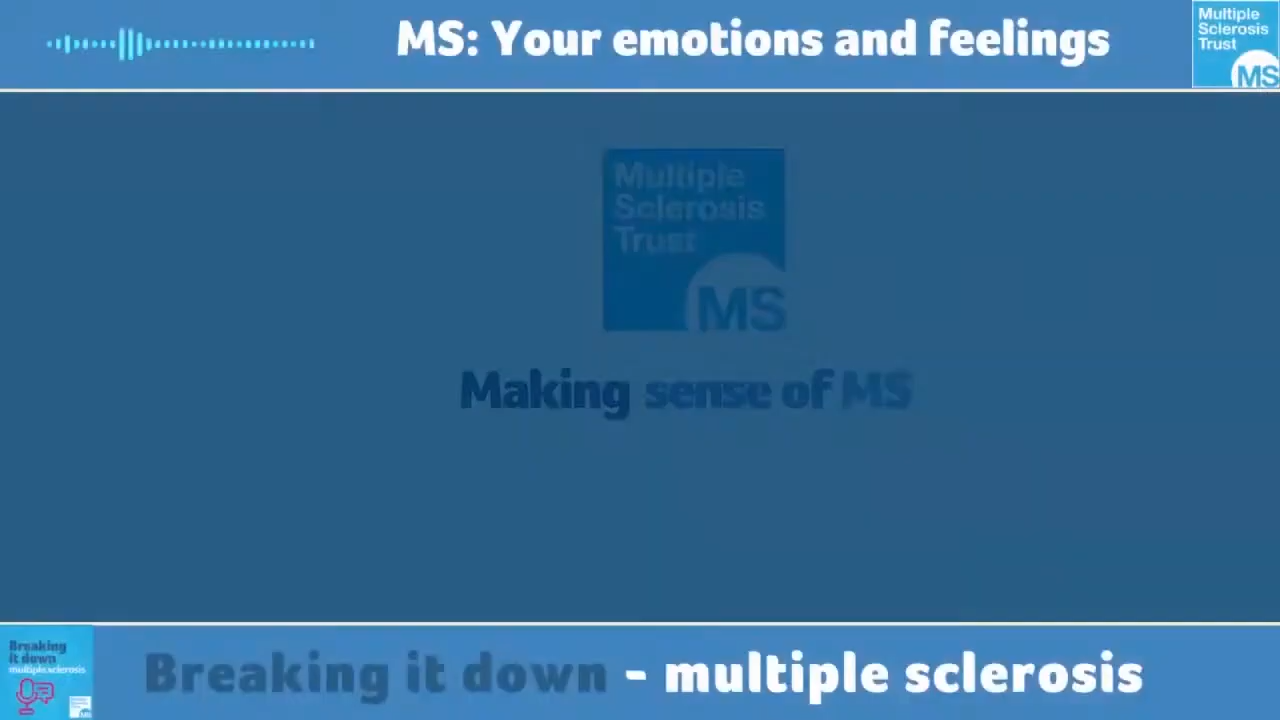 MS: Your emotions and feelings
Multiple
Sclerosis
Trust
MS
Multiple
Sclerosis
Trust
MS
Making sense of MS
Breaking
it down
multiple sclerosis
MS
Breaking it down - multiple sclerosis